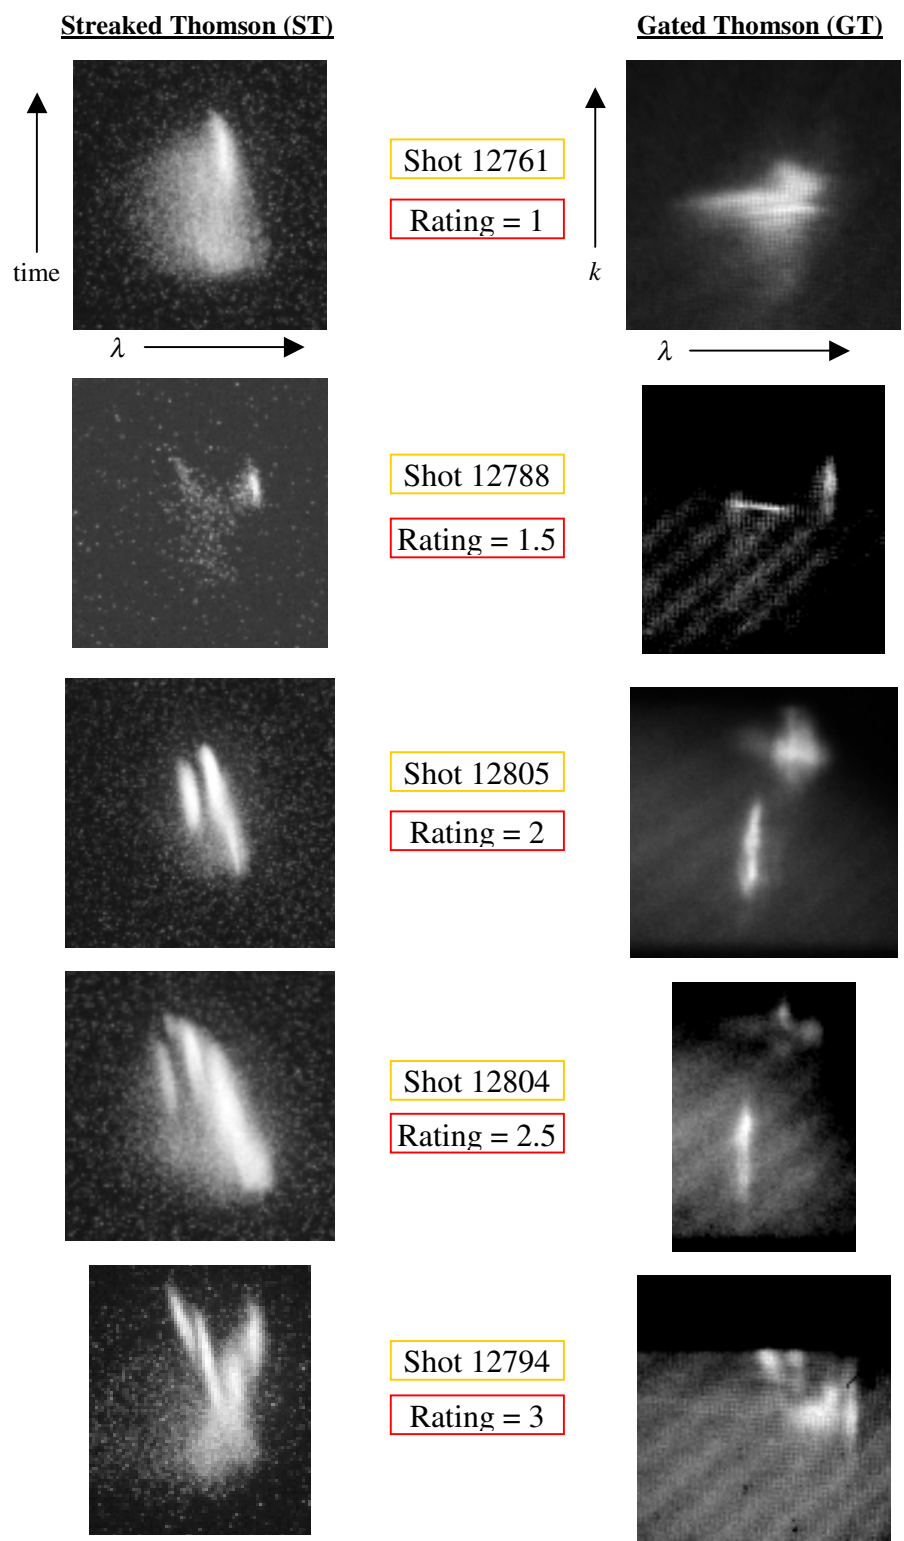 Streaked Thomson (ST)
Gated Thomson (GT)
time
λ
Shot 12761
Rating = 1
k
λ
Shot 12788
Rating = 1.5
Shot 12805
Rating = 2
Shot 12804
Rating = 2.5
Shot 12794
Rating = 3